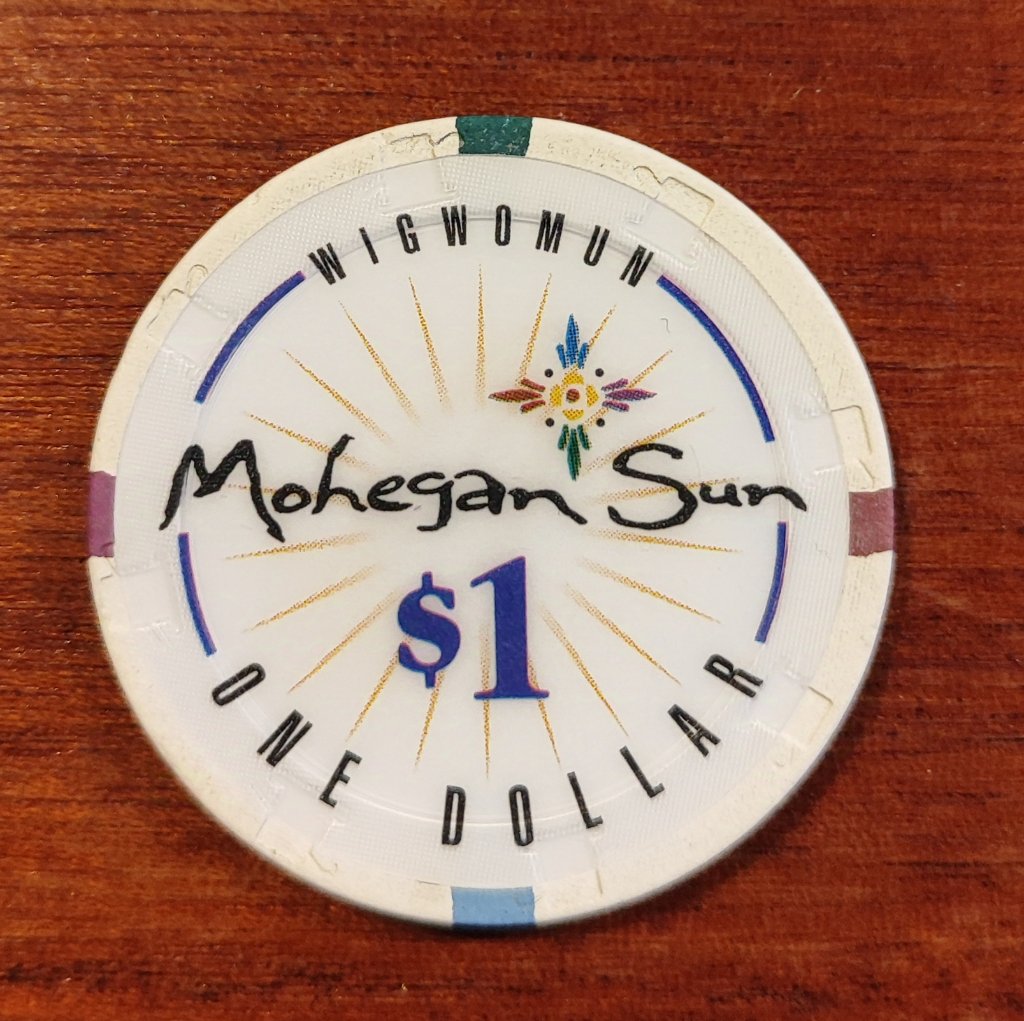 WIGWOMUN
Mohegan Sun
$1
ONE DOLLAR